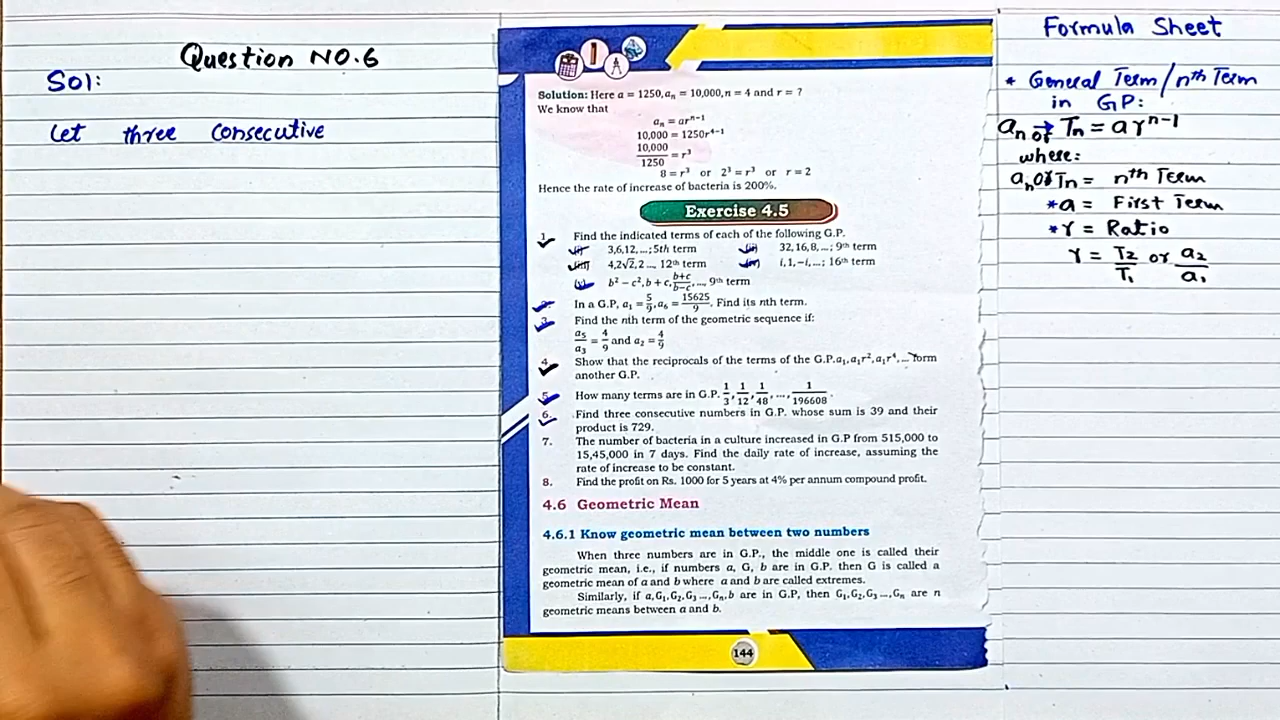 Question NO.6
Sol:
Let three consecutive
Solution: Here a = 1250, aₙ = 10,000, n = 4 and r = ?
We know that
aₙ = arⁿ⁻¹
10,000 = 1250r⁴⁻¹
10,000/1250 = r³
8 = r³ or 2³ = r³ or r = 2
Hence the rate of increase of bacteria is 200%.
Exercise 4.5
1. Find the indicated terms of each of the following G.P.
(i) 3,6,12,...; 5th term (ii) 32,16,8,...; 9th term
(iii) 4,2√2,2 ..., 12th term (iv) i,1,−i,...; 16th term
(v) b² − c², b + c, (b+c)/(b−c), ..., 9th term
2. In a G.P, a₁ = 5/9, a₆ = 15625/9. Find its nth term.
3. Find the nth term of the geometric sequence if:
a₅/a₃ = 4/9 and a₂ = 4/9
4. Show that the reciprocals of the terms of the G.P. a₁, a₁r², a₁r⁴, ... form
another G.P.
5. How many terms are in G.P. 1/3, 1/12, 1/48, ..., 1/196608.
6. Find three consecutive numbers in G.P. whose sum is 39 and their
product is 729.
7. The number of bacteria in a culture increased in G.P from 515,000 to
15,45,000 in 7 days. Find the daily rate of increase, assuming the
rate of increase to be constant.
8. Find the profit on Rs. 1000 for 5 years at 4% per annum compound profit.
4.6 Geometric Mean
4.6.1 Know geometric mean between two numbers
When three numbers are in G.P., the middle one is called their
geometric mean, i.e., if numbers a, G, b are in G.P. then G is called a
geometric mean of a and b where a and b are called extremes.
Similarly, if a, G₁, G₂, G₃ ..., Gₙ, b are in G.P, then G₁, G₂, G₃ ..., Gₙ are n
geometric means between a and b.
144
Formula Sheet
* General Term/nth Term
in GP:
aₙ or Tₙ = arⁿ⁻¹
where:
aₙ or Tn = nth Term
*a = First Term
*r = Ratio
r = T₂/T₁ or a₂/a₁